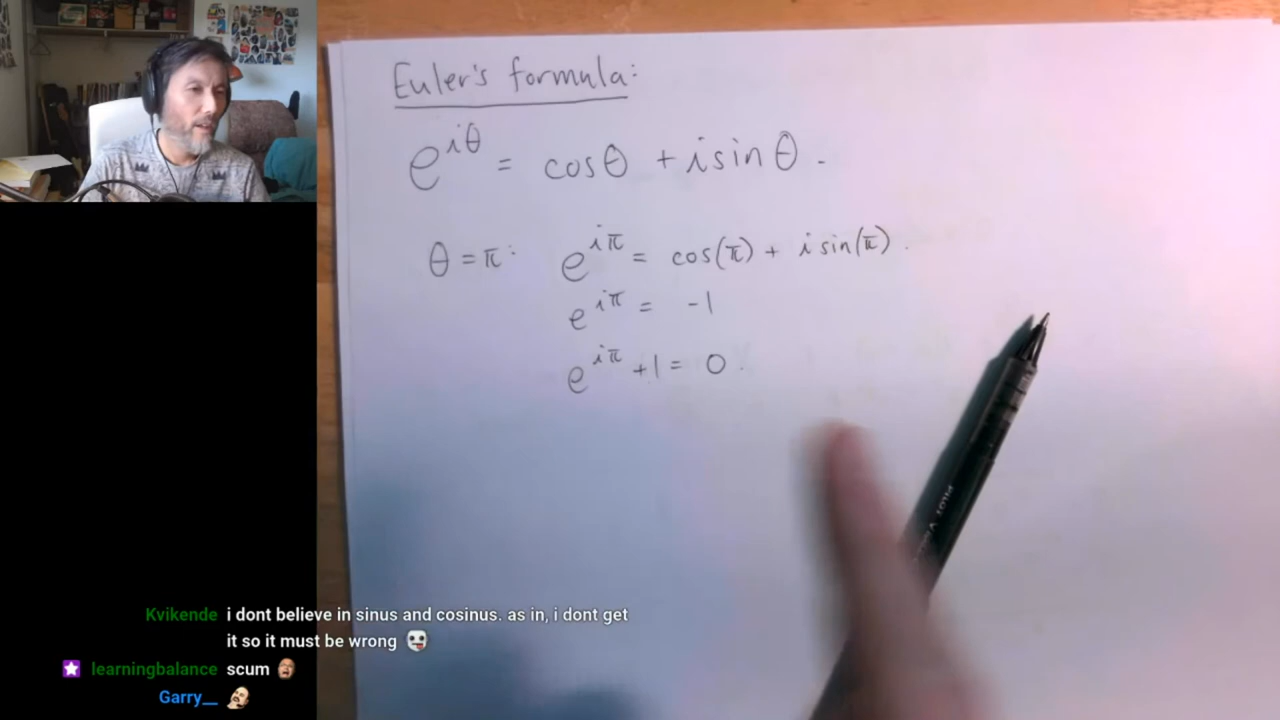 Euler's formula:
e^{iθ} = cosθ + i sin θ.
θ = π: e^{iπ} = cos(π) + i sin(π).
e^{iπ} = -1
e^{iπ} +1 = 0.
Kvikende i dont believe in sinus and cosinus. as in, i dont get
it so it must be wrong 💀
learningbalance scum
Garry__